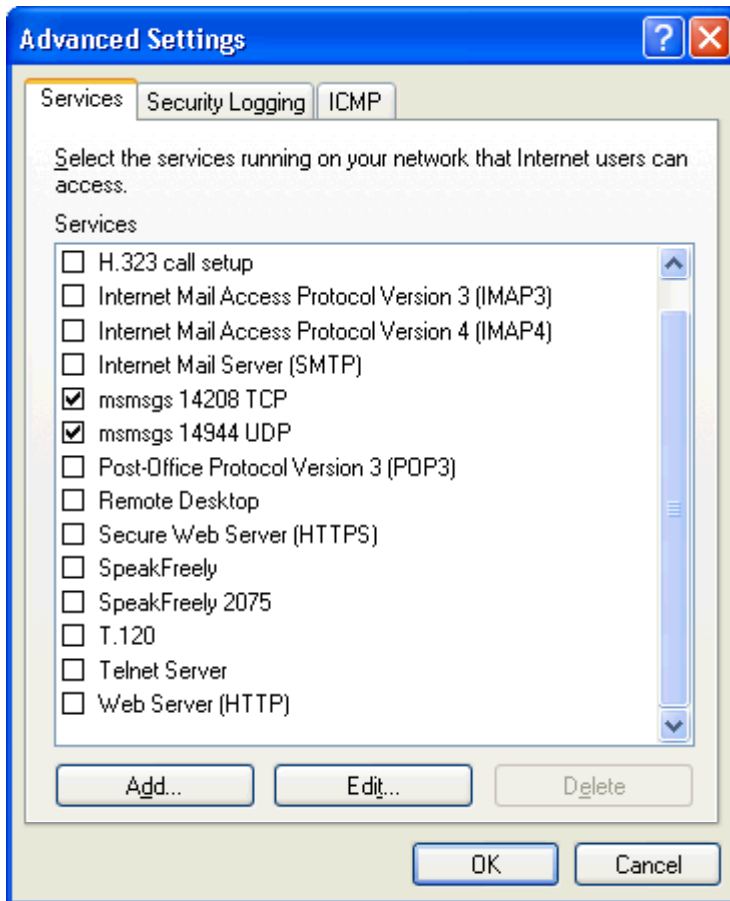 Advanced Settings
Services Security Logging ICMP
Select the services running on your network that Internet users can
access.
Services
H.323 call setup
Internet Mail Access Protocol Version 3 (IMAP3)
Internet Mail Access Protocol Version 4 (IMAP4)
Internet Mail Server (SMTP)
msmsgs 14208 TCP
msmsgs 14944 UDP
Post-Office Protocol Version 3 (POP3)
Remote Desktop
Secure Web Server (HTTPS)
SpeakFreely
SpeakFreely 2075
T.120
Telnet Server
Web Server (HTTP)
Add... Edit... Delete
OK Cancel